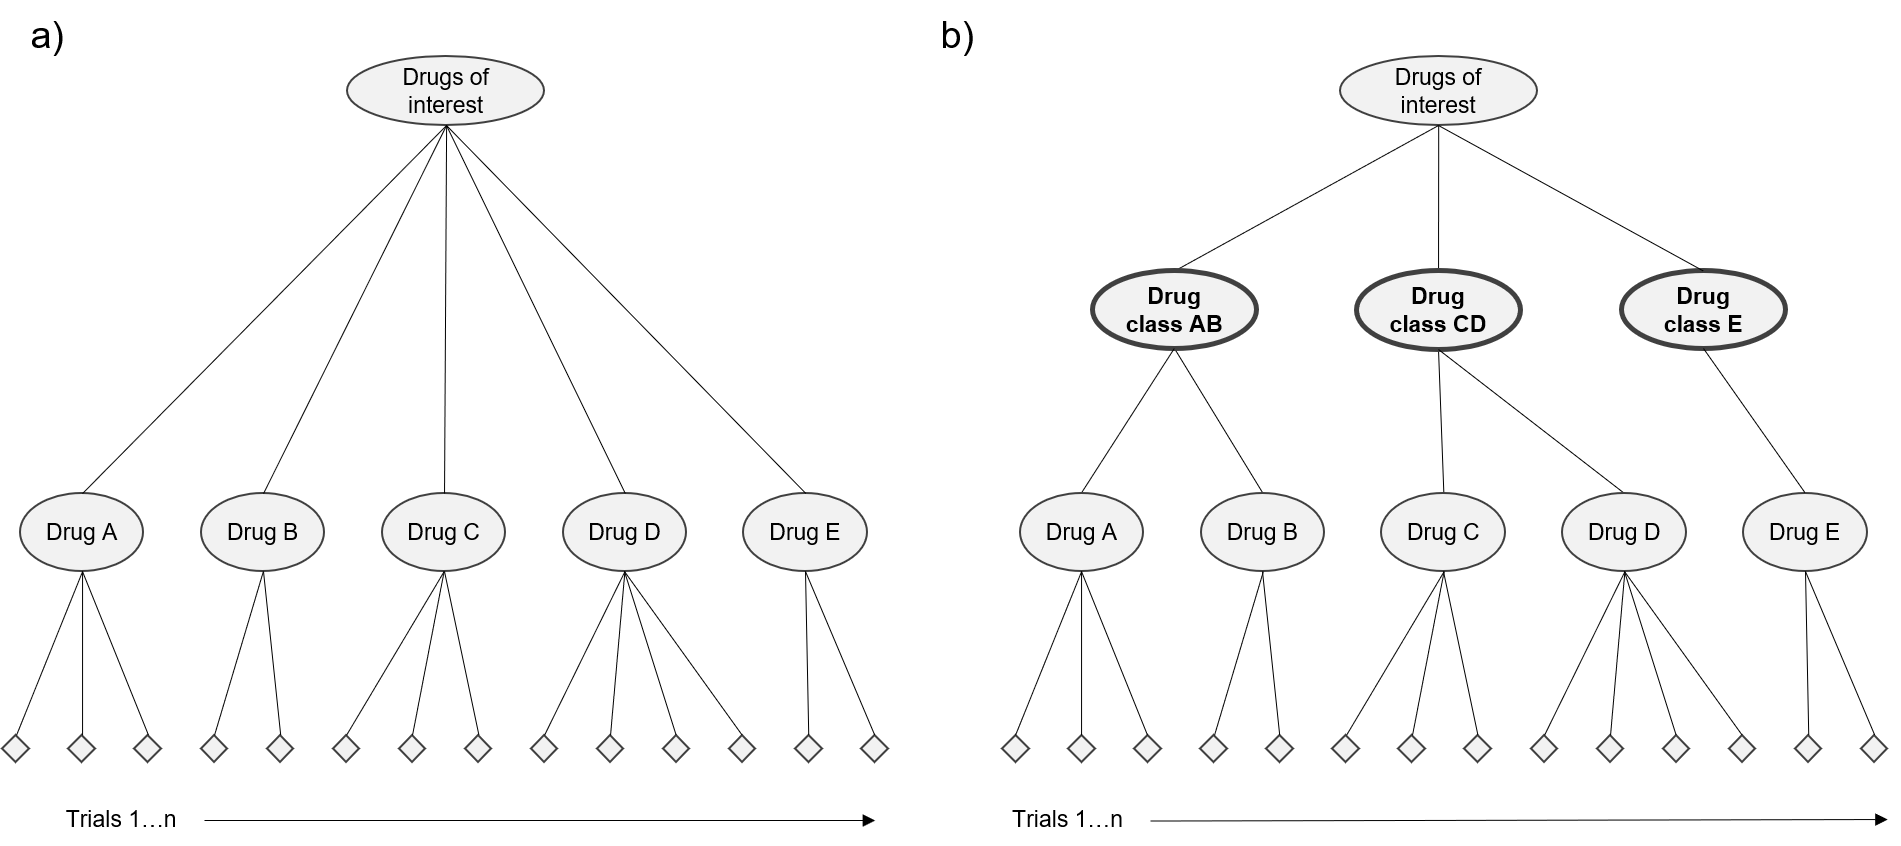 a)
Drugs of
interest
Drug A
Drug B
Drug C
Drug D
Drug E
Trials 1…n
b)
Drugs of
interest
Drug
class AB
Drug
class CD
Drug
class E
Drug A
Drug B
Drug C
Drug D
Drug E
Trials 1…n